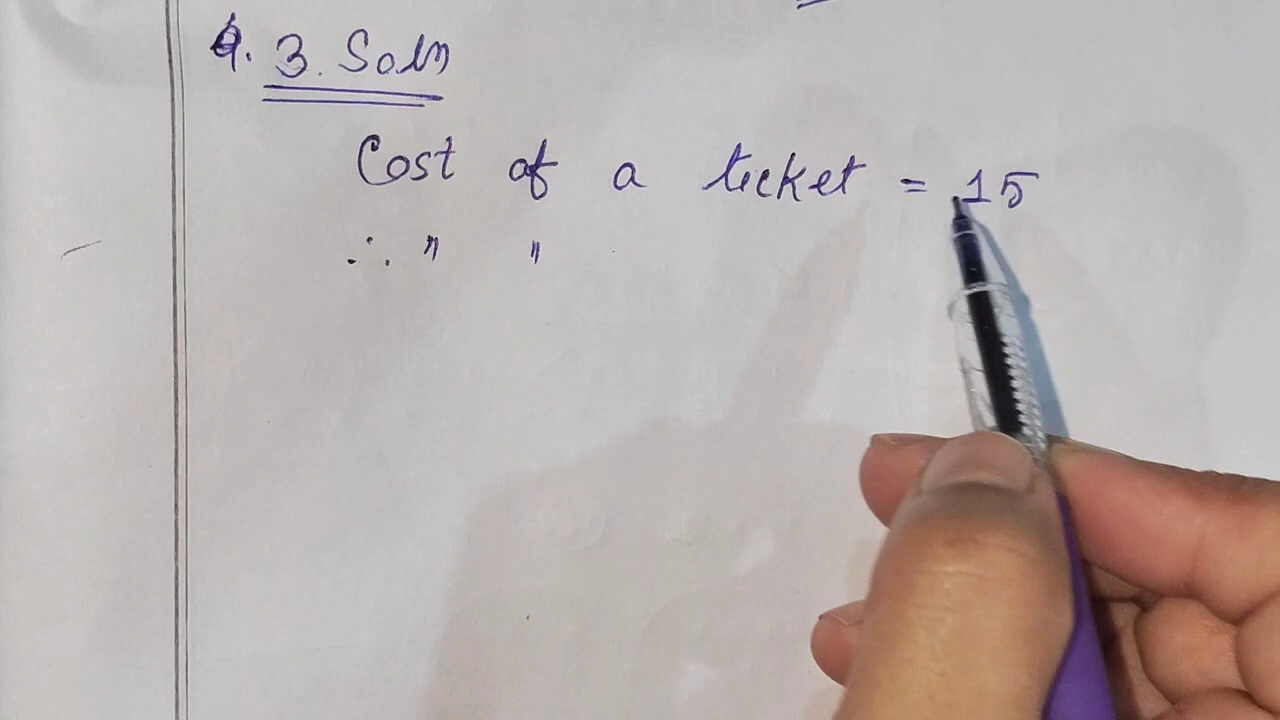 Q. 3. Soln
Cost of a ticket = 15
∴ " "